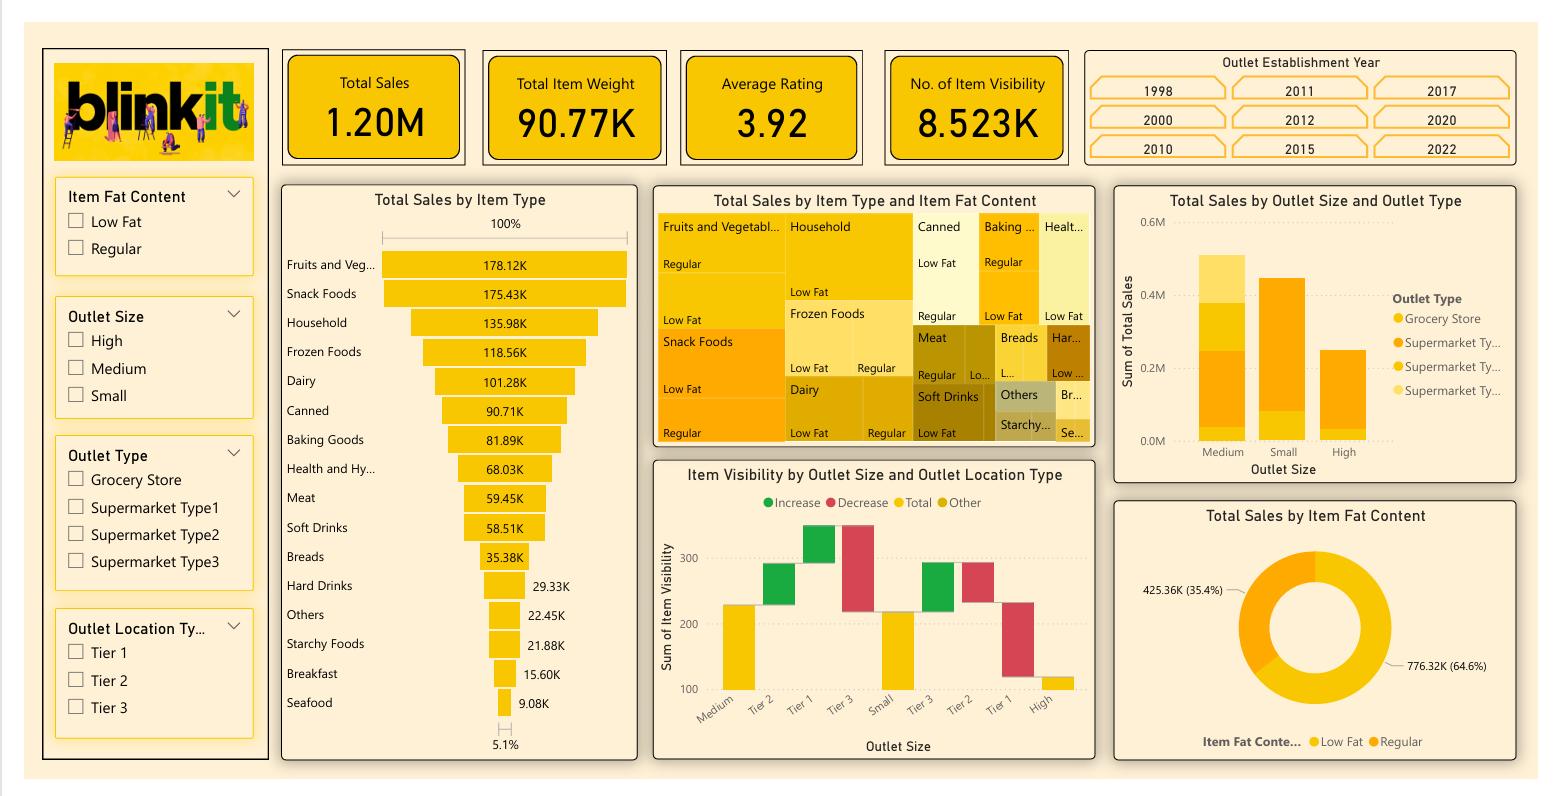 blinkit
Item Fat Content
Low Fat
Regular
Outlet Size
High
Medium
Small
Outlet Type
Grocery Store
Supermarket Type1
Supermarket Type2
Supermarket Type3
Outlet Location Ty...
Tier 1
Tier 2
Tier 3
Total Sales
1.20M
Total Item Weight
90.77K
Average Rating
3.92
No. of Item Visibility
8.523K
Outlet Establishment Year
1998 2011 2017
2000 2012 2020
2010 2015 2022
Total Sales by Item Type
100%
Fruits and Veg... 178.12K
Snack Foods 175.43K
Household 135.98K
Frozen Foods 118.56K
Dairy 101.28K
Canned 90.71K
Baking Goods 81.89K
Health and Hy... 68.03K
Meat 59.45K
Soft Drinks 58.51K
Breads 35.38K
Hard Drinks 29.33K
Others 22.45K
Starchy Foods 21.88K
Breakfast 15.60K
Seafood 9.08K
5.1%
Total Sales by Item Type and Item Fat Content
Fruits and Vegetabl...
Regular
Low Fat
Snack Foods
Low Fat
Regular
Household
Low Fat
Frozen Foods
Low Fat Regular
Dairy
Low Fat Regular
Canned
Low Fat
Regular
Baking ...
Regular
Low Fat
Healt...
Low Fat
Meat
Regular Lo...
Breads
L...
Har...
Low ...
Soft Drinks
Low Fat
Others
Starchy...
Br...
Se...
Item Visibility by Outlet Size and Outlet Location Type
Increase Decrease Total Other
Sum of Item Visibility
300
200
100
Medium Tier 2 Tier 1 Tier 3 Small Tier 3 Tier 2 Tier 1 High
Outlet Size
Total Sales by Outlet Size and Outlet Type
Sum of Total Sales
0.6M
0.4M
0.2M
0.0M
Medium Small High
Outlet Size
Outlet Type
Grocery Store
Supermarket Ty...
Supermarket Ty...
Supermarket Ty...
Total Sales by Item Fat Content
425.36K (35.4%)
776.32K (64.6%)
Item Fat Conte... Low Fat Regular